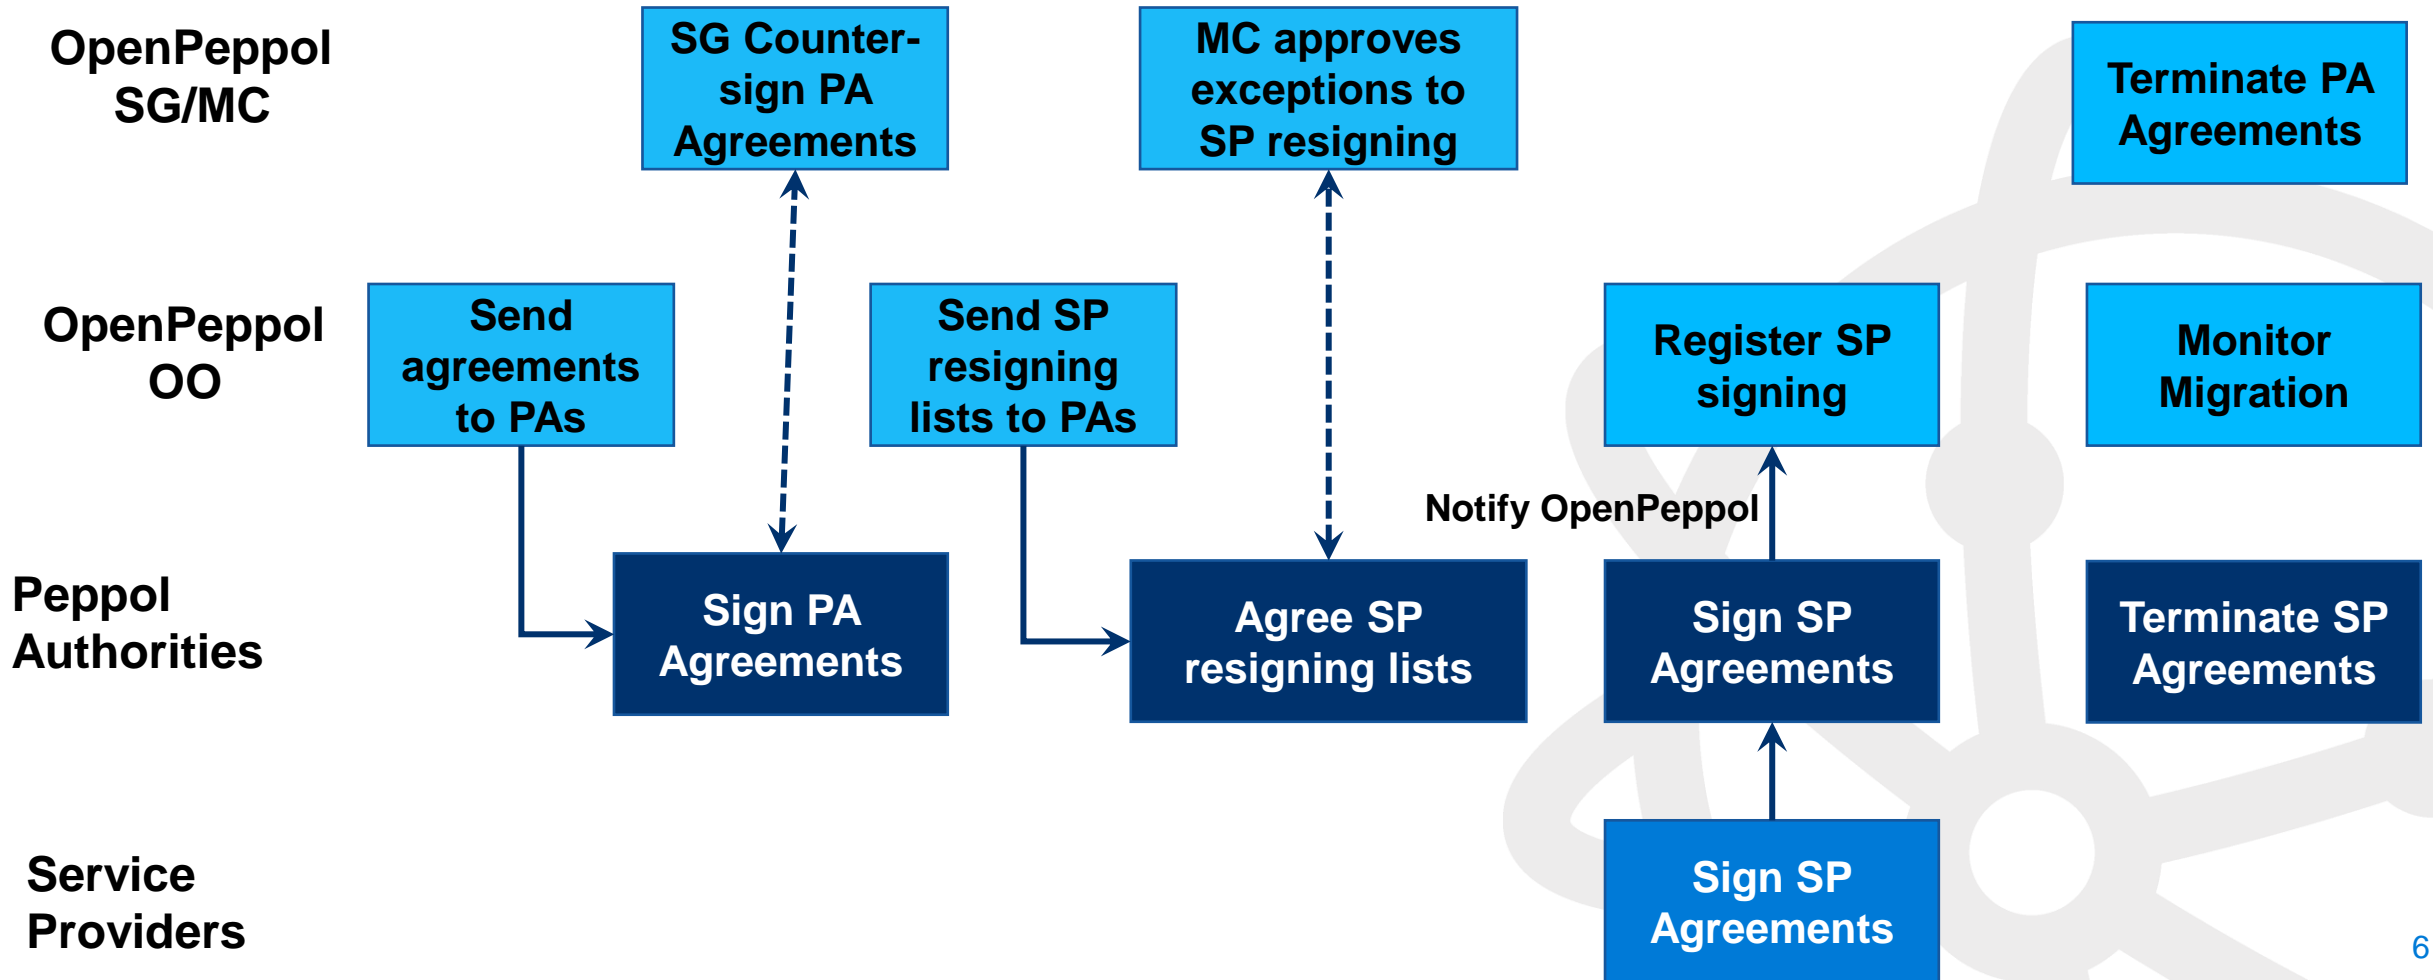 OpenPeppol
SG/MC
SG Counter-
sign PA
Agreements
MC approves
exceptions to
SP resigning
Terminate PA
Agreements
OpenPeppol
OO
Send
agreements
to PAs
Send SP
resigning
lists to PAs
Register SP
signing
Monitor
Migration
Notify OpenPeppol
Peppol
Authorities
Sign PA
Agreements
Agree SP
resigning lists
Sign SP
Agreements
Terminate SP
Agreements
Service
Providers
Sign SP
Agreements
6